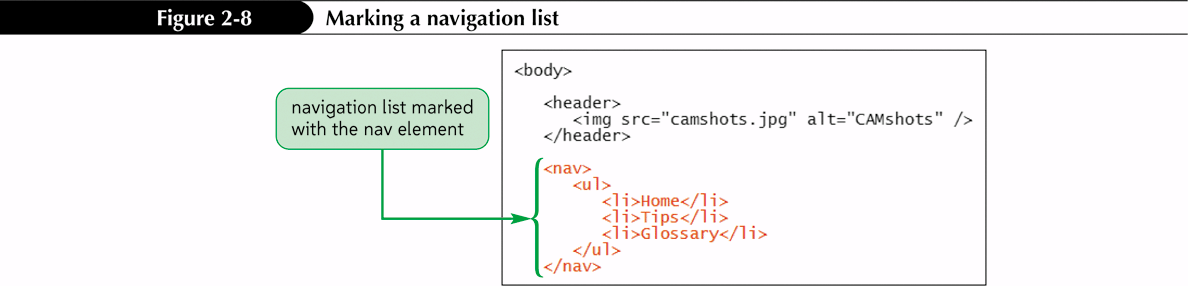 Figure 2-8 Marking a navigation list
navigation list marked
with the nav element
<body>
<header>
<img src="camshots.jpg" alt="CAMshots" />
</header>
<nav>
<ul>
<li>Home</li>
<li>Tips</li>
<li>Glossary</li>
</ul>
</nav>